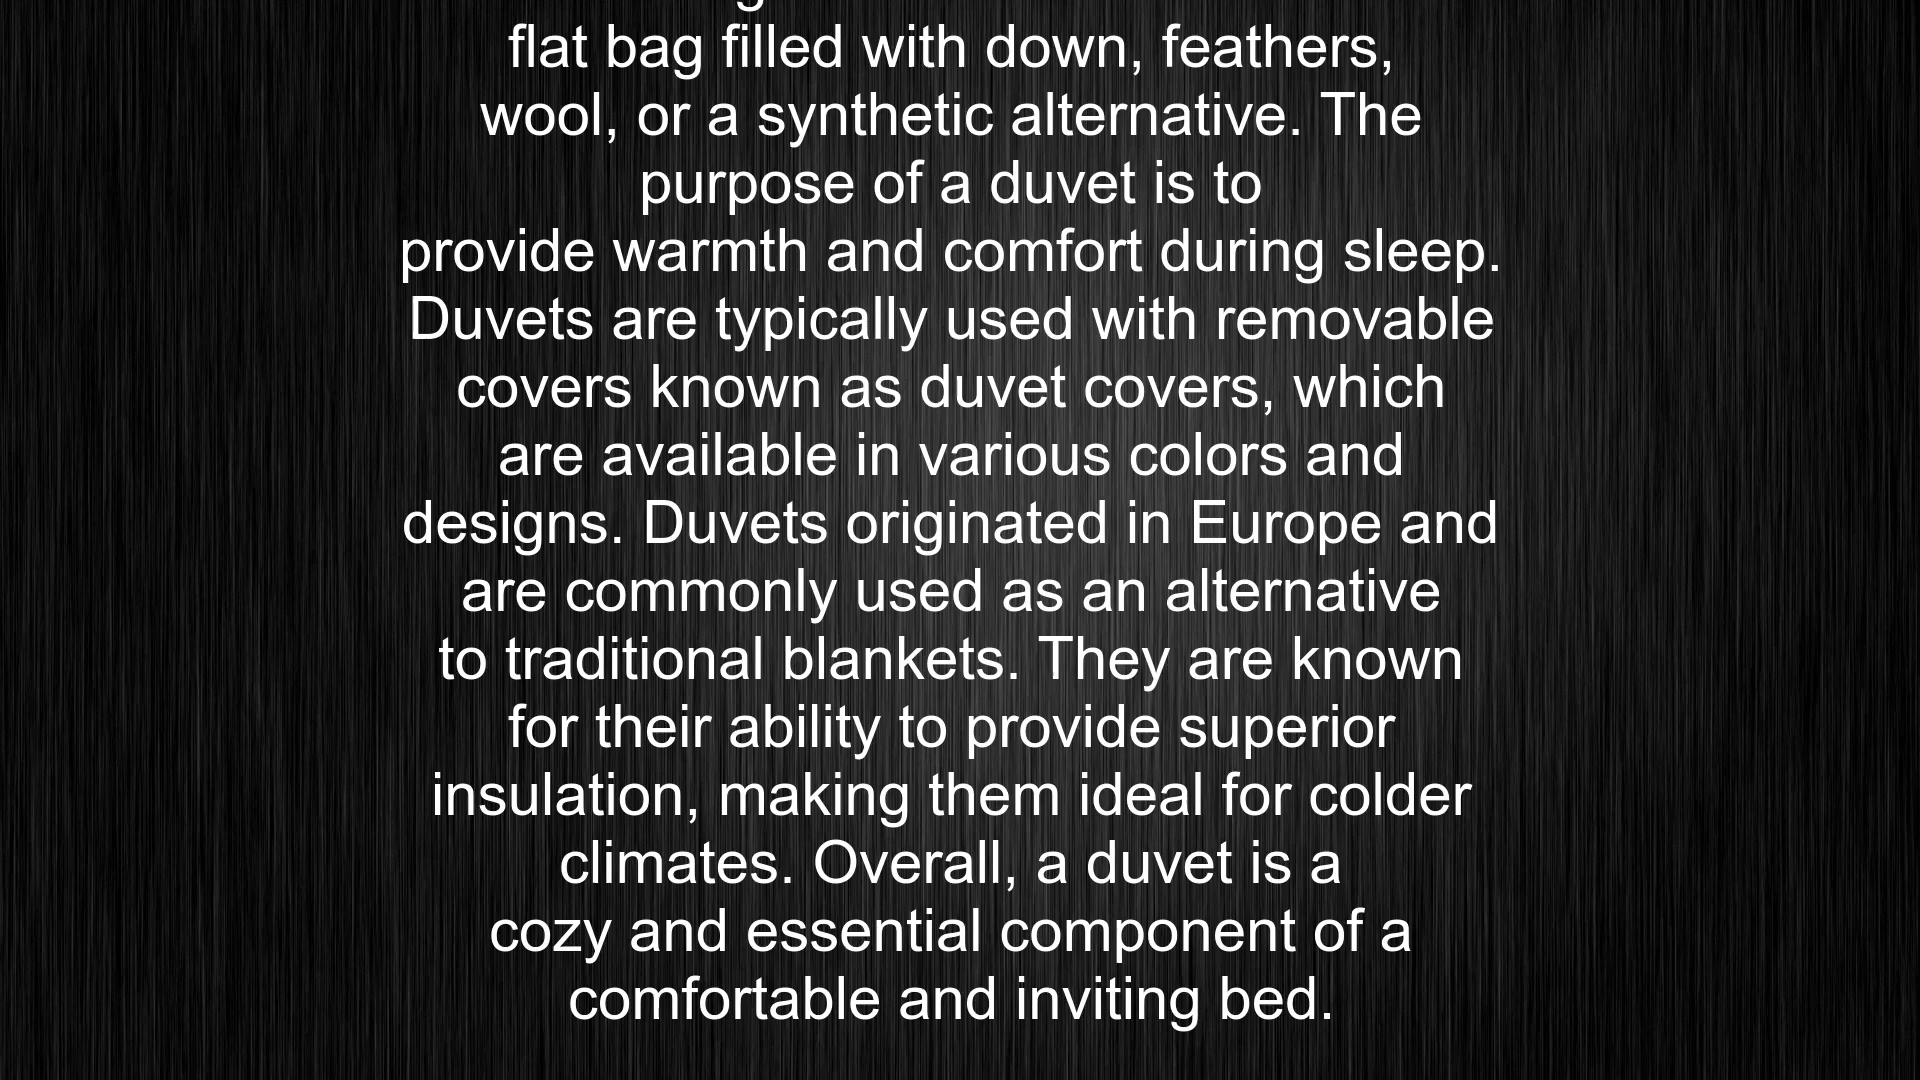 flat bag filled with down, feathers,
wool, or a synthetic alternative. The
purpose of a duvet is to
provide warmth and comfort during sleep.
Duvets are typically used with removable
covers known as duvet covers, which
are available in various colors and
designs. Duvets originated in Europe and
are commonly used as an alternative
to traditional blankets. They are known
for their ability to provide superior
insulation, making them ideal for colder
climates. Overall, a duvet is a
cozy and essential component of a
comfortable and inviting bed.